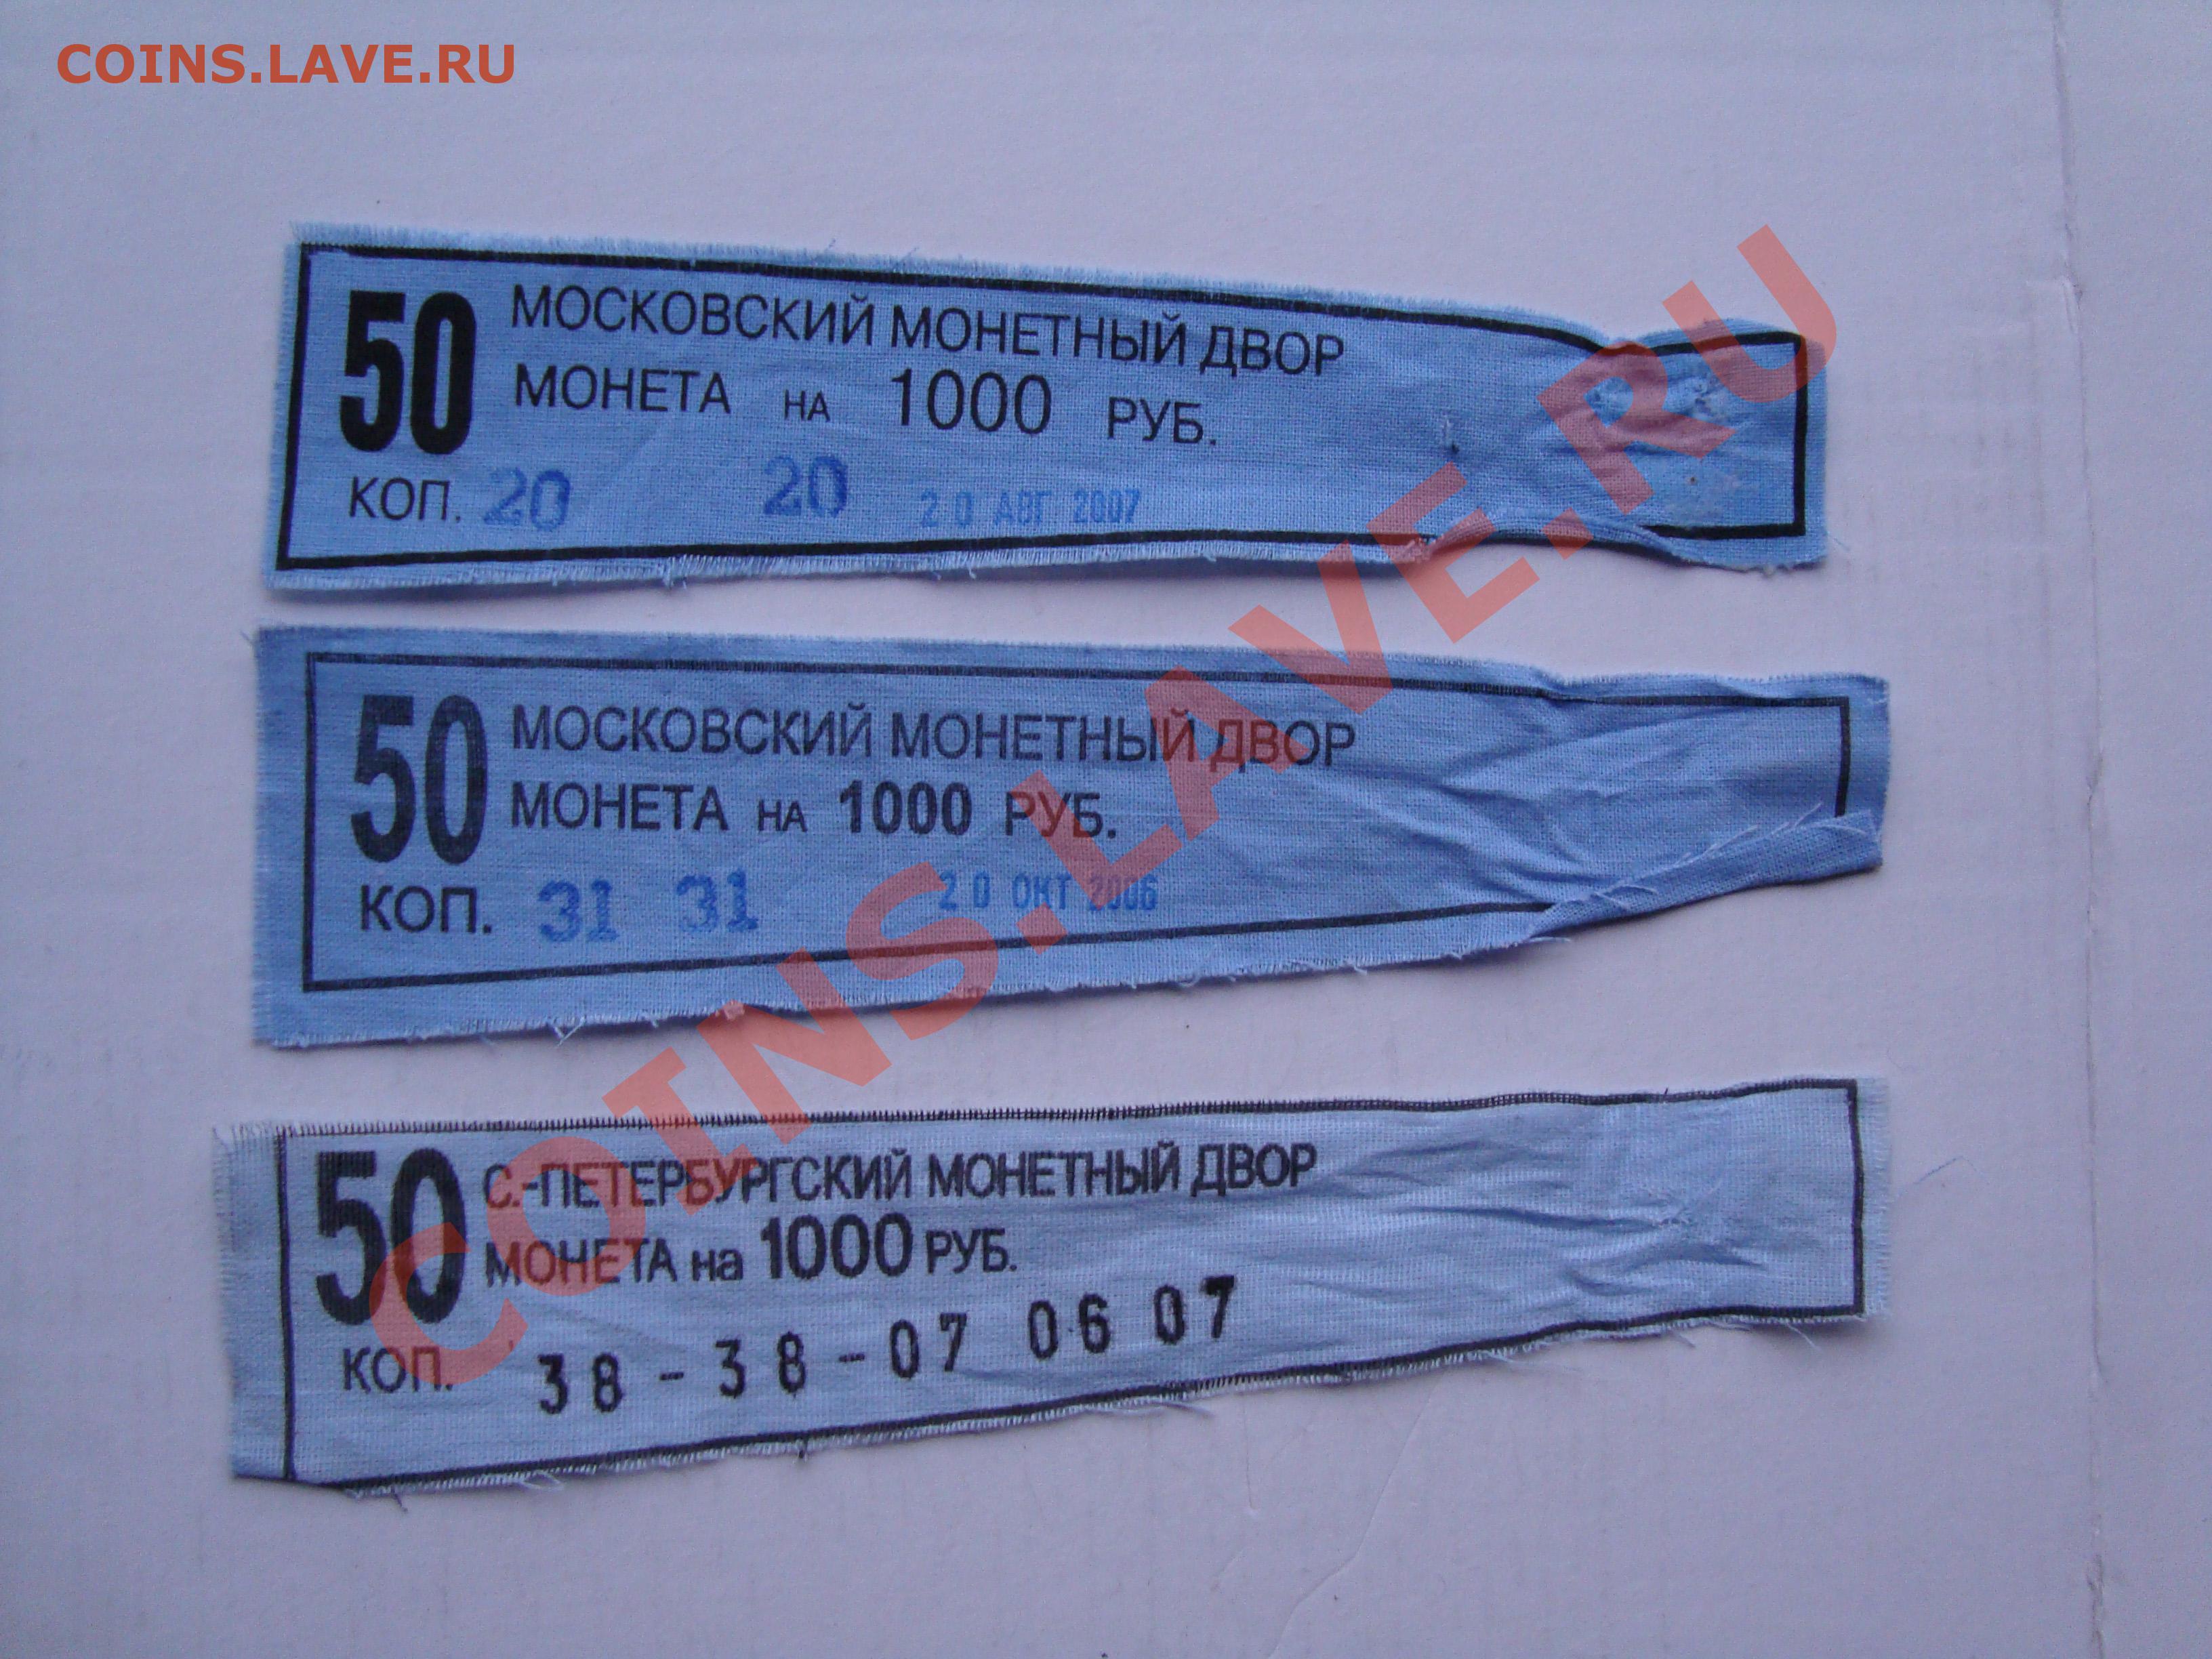 COINS.LAVE.RU
50 МОСКОВСКИЙ МОНЕТНЫЙ ДВОР
МОНЕТА НА 1000 РУБ.
КОП. 20 20 20 АВГ 2007
50 МОСКОВСКИЙ МОНЕТНЫЙ ДВОР
МОНЕТА НА 1000 РУБ.
КОП. 31 31 20 ОКТ 2006
50 С.-ПЕТЕРБУРГСКИЙ МОНЕТНЫЙ ДВОР
МОНЕТА на 1000 РУБ.
КОП. 38-38-07 06 07
COINS.LAVE.RU